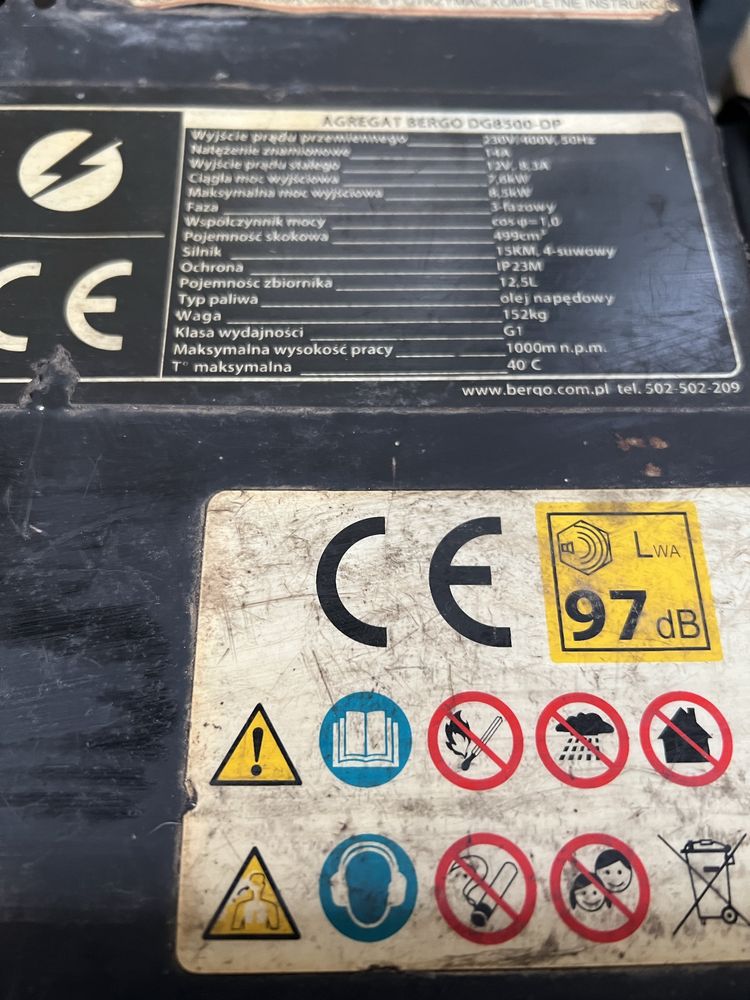 OTRZYMAĆ KOMPLETNE INSTRUKCJE
AGREGAT BERGO DG8500-DP
Wyjście prądu przemiennego 230V, 400V, 50Hz
Natężenie znamionowe 14A
Wyjście prądu stałego 12V, 8,3A
Ciągła moc wyjściowa 7,8kW
Maksymalna moc wyjściowa 8,5kW
Faza 3-fazowy
Współczynnik mocy cos φ=1,0
Pojemność skokowa 499cm³
Silnik 15KM, 4-suwowy
Ochrona IP23M
Pojemność zbiornika 12,5L
Typ paliwa olej napędowy
Waga 152kg
Klasa wydajności G1
Maksymalna wysokość pracy 1000m n.p.m.
T° maksymalna 40°C
CE
www.bergo.com.pl tel. 502-502-209
CE
LWA
97 dB